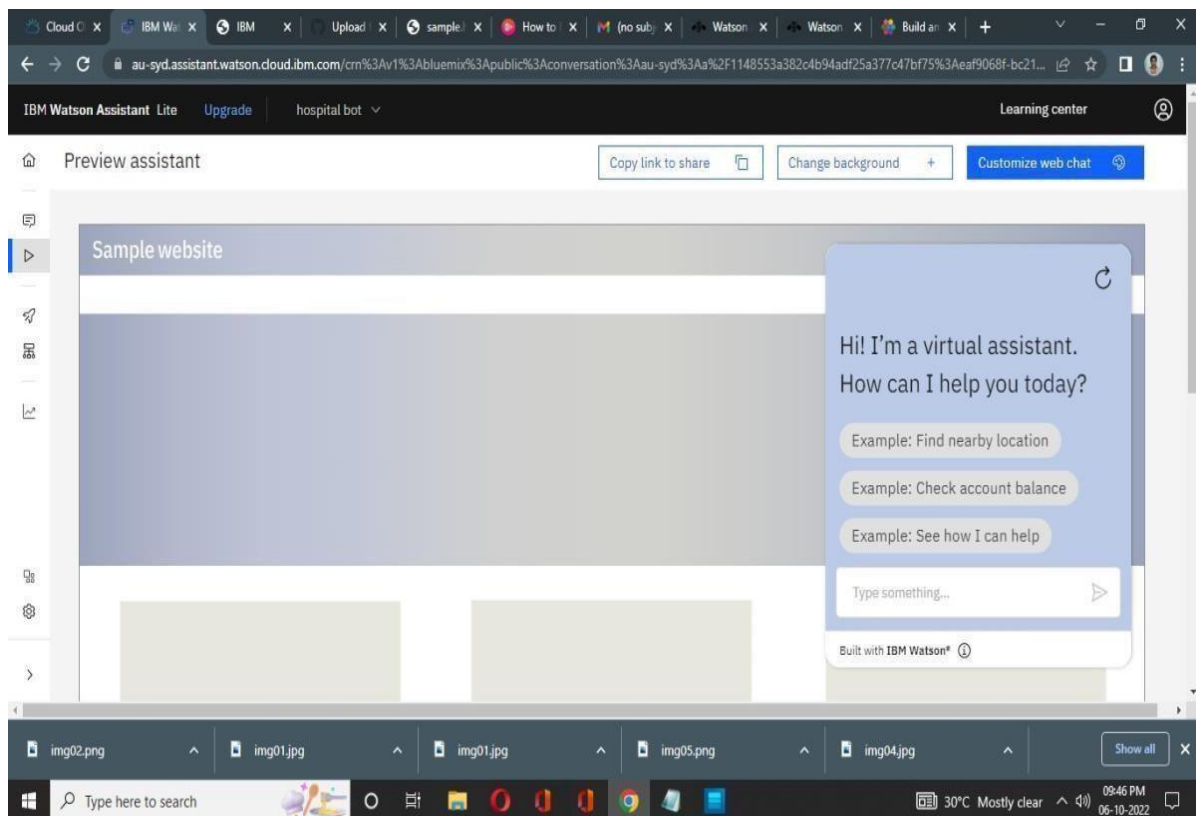 Cloud O
IBM Wa
IBM
Upload
sample.
How to
(no subj
Watson
Watson
Build an
au-syd.assistant.watson.cloud.ibm.com/crn%3Av1%3Abluemix%3Apublic%3Aconversation%3Aau-syd%3Aa%2F1148553a382c4b94adf25a377c47bf75%3Aeaf9068f-bc21...
IBM Watson Assistant Lite Upgrade hospital bot Learning center
Preview assistant Copy link to share Change background + Customize web chat
Sample website
Hi! I'm a virtual assistant.
How can I help you today?
Example: Find nearby location
Example: Check account balance
Example: See how I can help
Type something...
Built with IBM Watson®
img02.png img01.jpg img01.jpg img05.png img04.jpg Show all
Type here to search 30°C Mostly clear 09:46 PM
06-10-2022